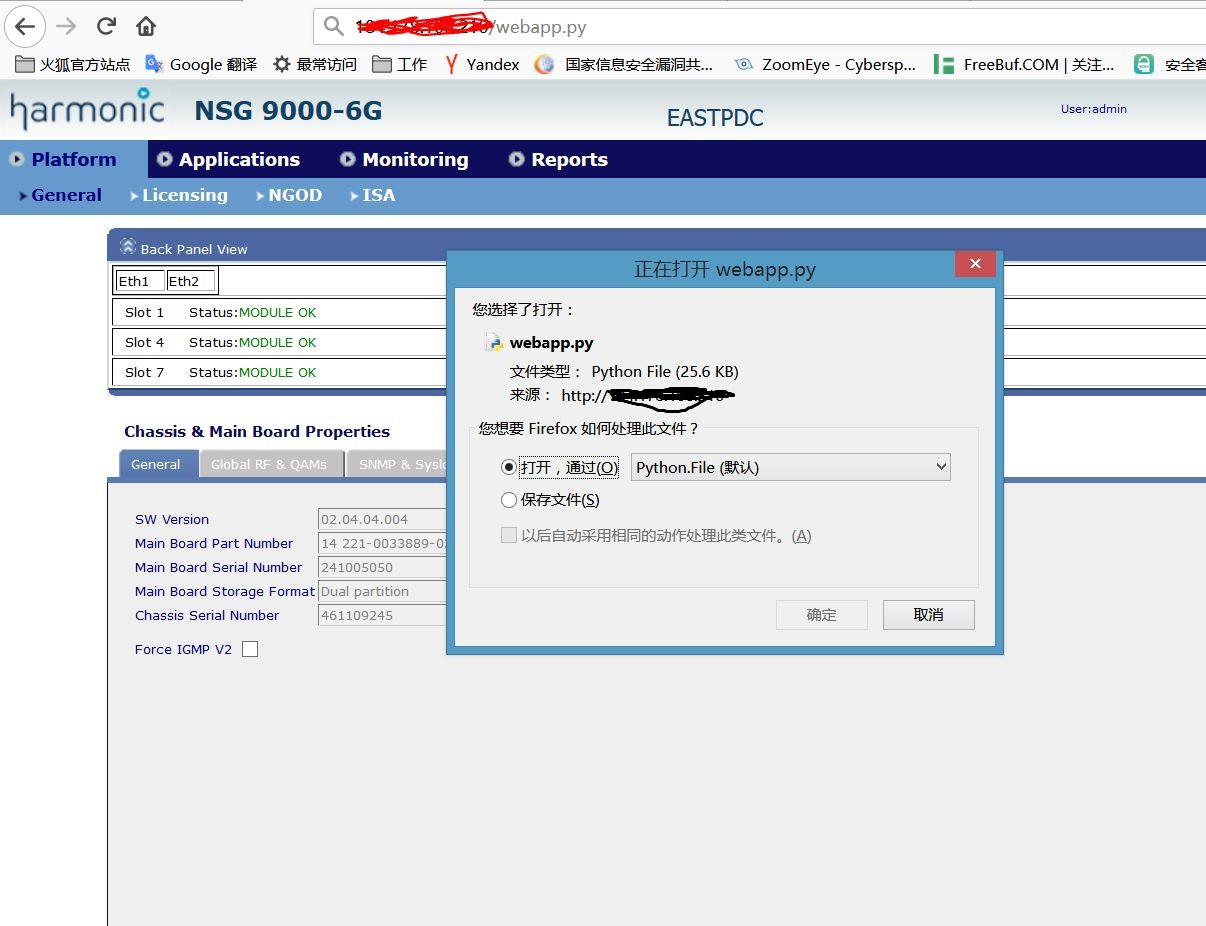 /webapp.py
火狐官方站点 Google 翻译 最常访问 工作 Yandex 国家信息安全漏洞共... ZoomEye - Cybersp... FreeBuf.COM | 关注... 安全客
harmonic NSG 9000-6G EASTPDC User:admin
Platform Applications Monitoring Reports
General Licensing NGOD ISA
Back Panel View
Eth1 Eth2
Slot 1 Status:MODULE OK
Slot 4 Status:MODULE OK
Slot 7 Status:MODULE OK
Chassis & Main Board Properties
General Global RF & QAMs SNMP & Syslo
SW Version 02.04.04.004
Main Board Part Number 14 221-0033889-0
Main Board Serial Number 241005050
Main Board Storage Format Dual partition
Chassis Serial Number 461109245
Force IGMP V2
正在打开 webapp.py
您选择了打开：
webapp.py
文件类型： Python File (25.6 KB)
来源： http://
您想要 Firefox 如何处理此文件？
打开，通过(O) Python.File (默认)
保存文件(S)
以后自动采用相同的动作处理此类文件。(A)
确定 取消